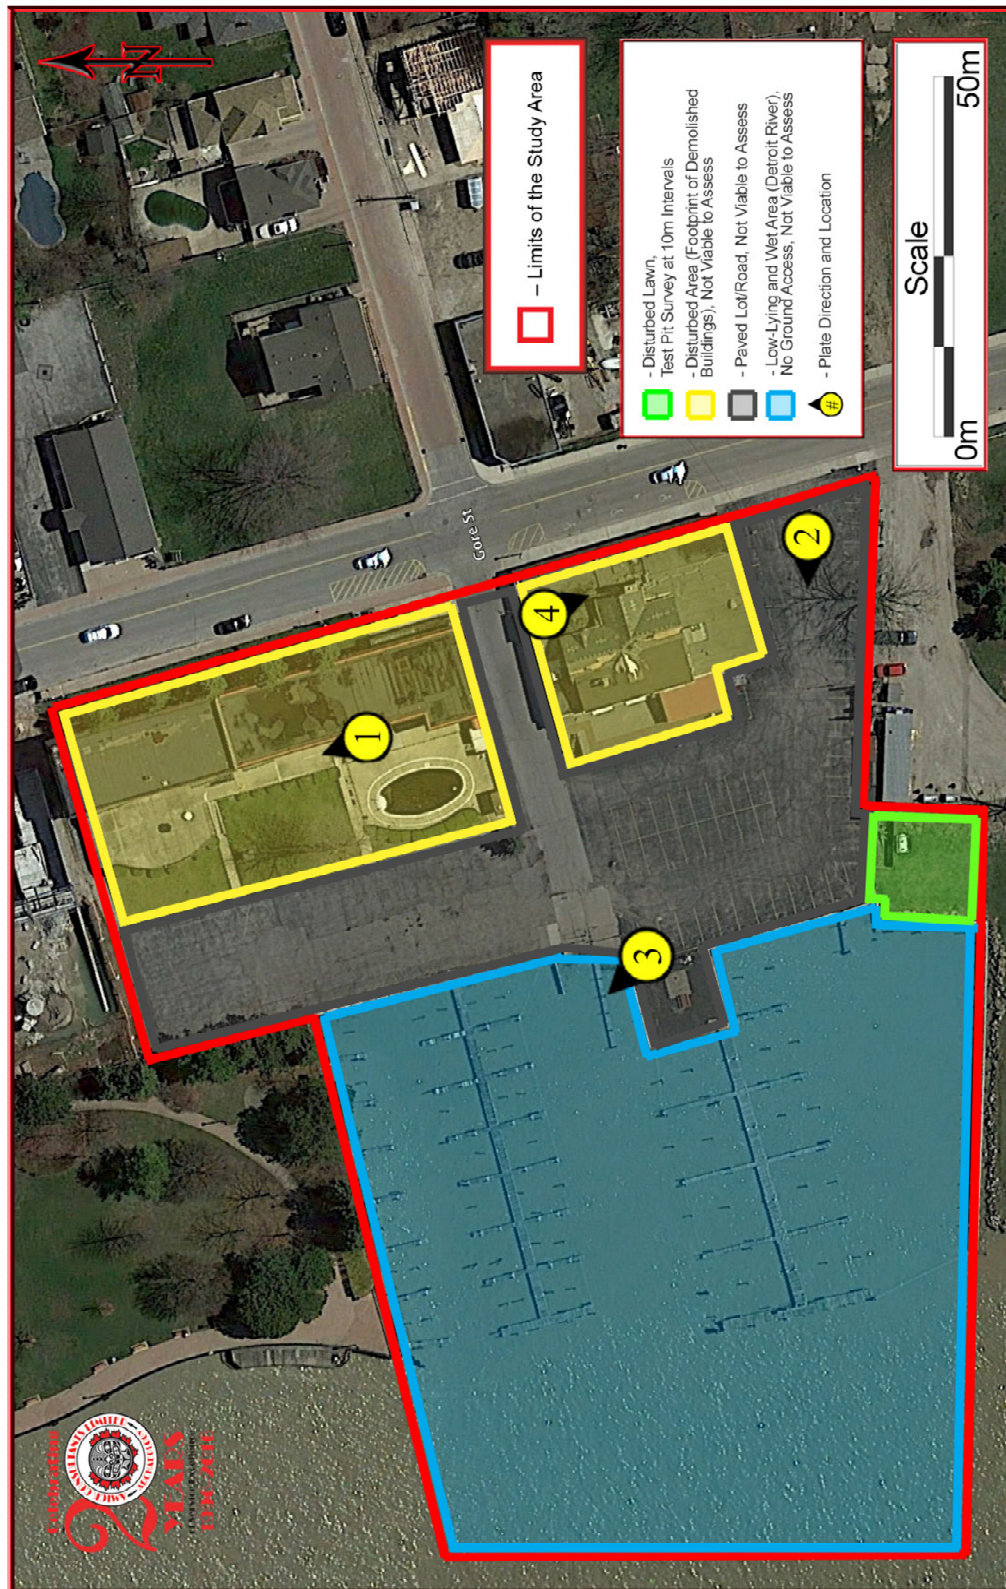 Celebration
20
YEARS
N
– Limits of the Study Area
- Disturbed Lawn,
Test Pit Survey at 10m Intervals
- Disturbed Area (Footprint of Demolished
Buildings), Not Viable to Assess
- Paved Lot/Road, Not Viable to Assess
- Low-Lying and Wet Area (Detroit River),
No Ground Access, Not Viable to Assess
# - Plate Direction and Location
Scale
0m 50m
Gore St
1
2
3
4